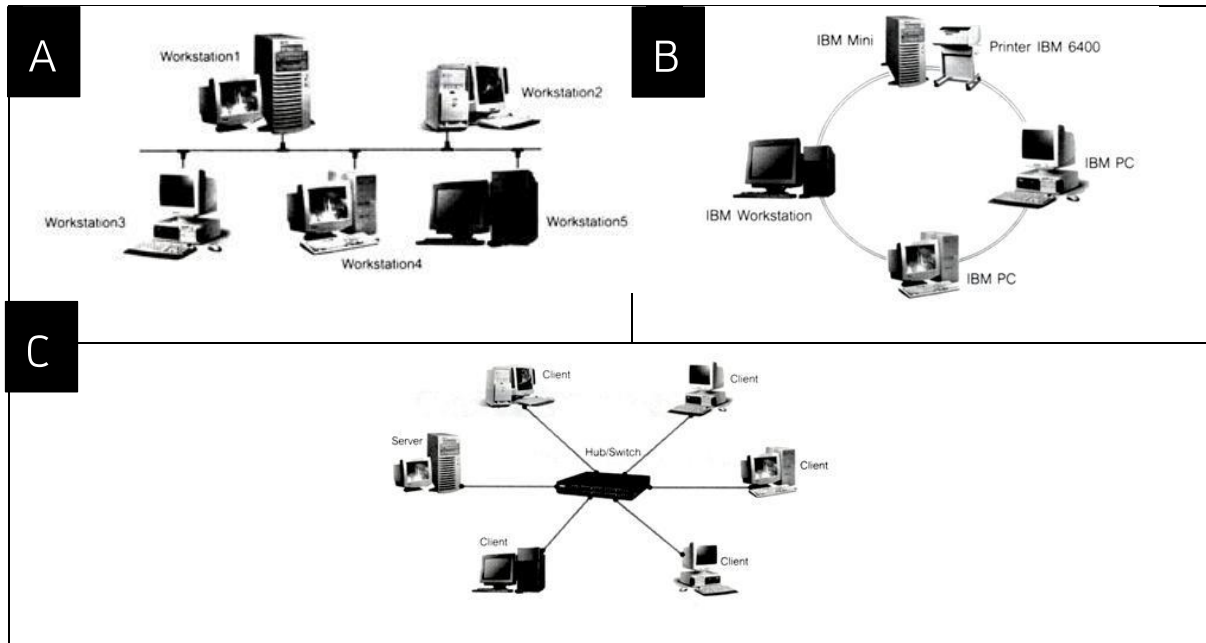 A
Workstation1
Workstation2
Workstation3
Workstation4
Workstation5
B
IBM Mini
Printer IBM 6400
IBM Workstation
IBM PC
IBM PC
C
Client
Client
Server
Hub/Switch
Client
Client
Client